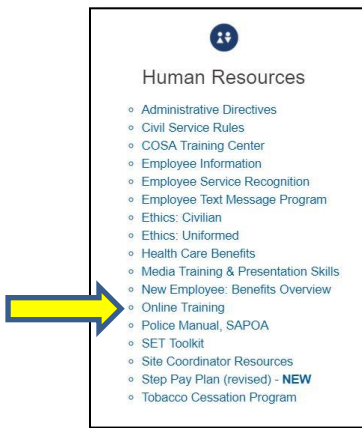 Human Resources
Administrative Directives
Civil Service Rules
COSA Training Center
Employee Information
Employee Service Recognition
Employee Text Message Program
Ethics: Civilian
Ethics: Uniformed
Health Care Benefits
Media Training & Presentation Skills
New Employee: Benefits Overview
Online Training
Police Manual, SAPOA
SET Toolkit
Site Coordinator Resources
Step Pay Plan (revised) - NEW
Tobacco Cessation Program